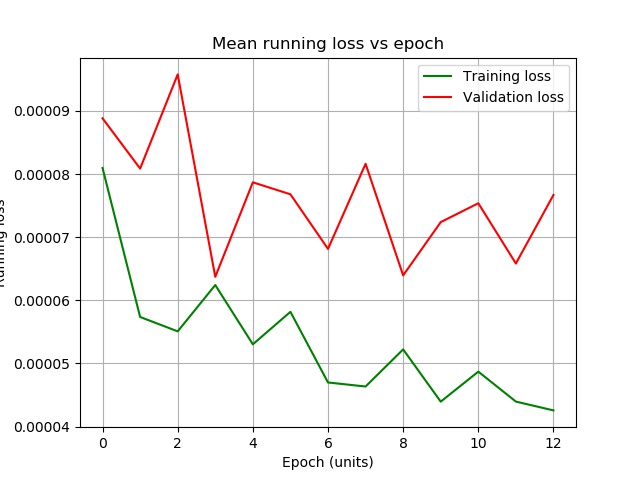 Mean running loss vs epoch
Training loss
Validation loss
0.00009
0.00008
0.00007
0.00006
0.00005
0.00004
loss
0 2 4 6 8 10 12
Epoch (units)